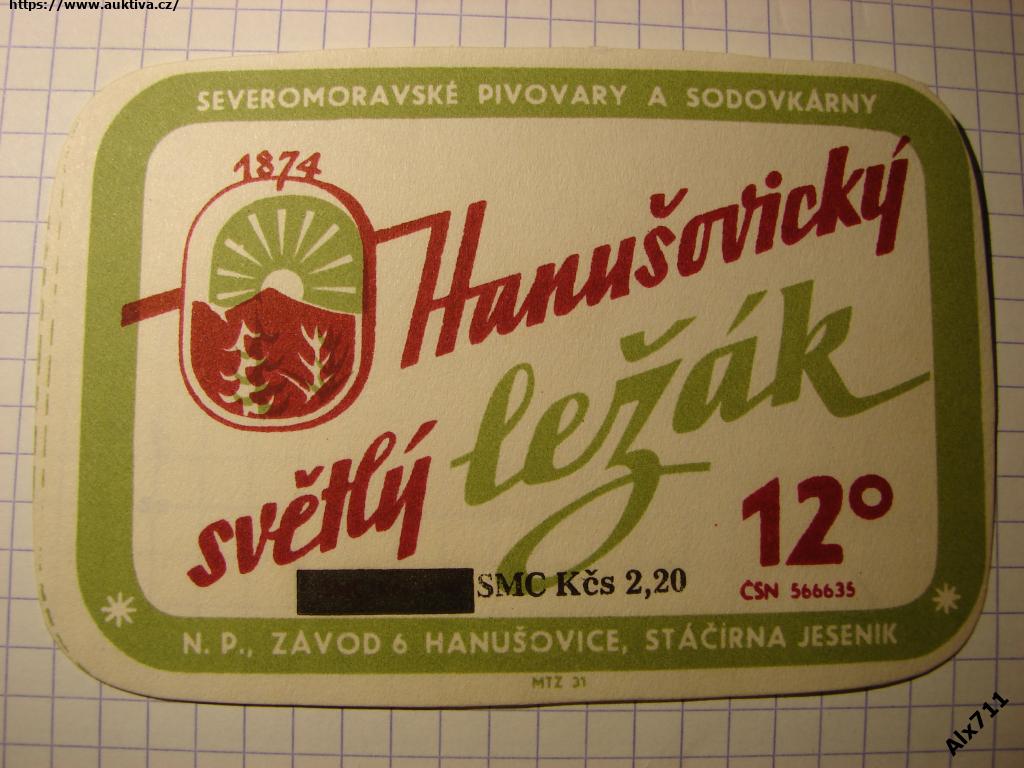 https://www.auktiva.cz/
SEVEROMORAVSKÉ PIVOVARY A SODOVKÁRNY
1874
Hanušovický
světlý ležák
12°
SMC Kčs 2,20
ČSN 566635
N. P., ZÁVOD 6 HANUŠOVICE, STÁČÍRNA JESENIK
MTZ 31
Alx711